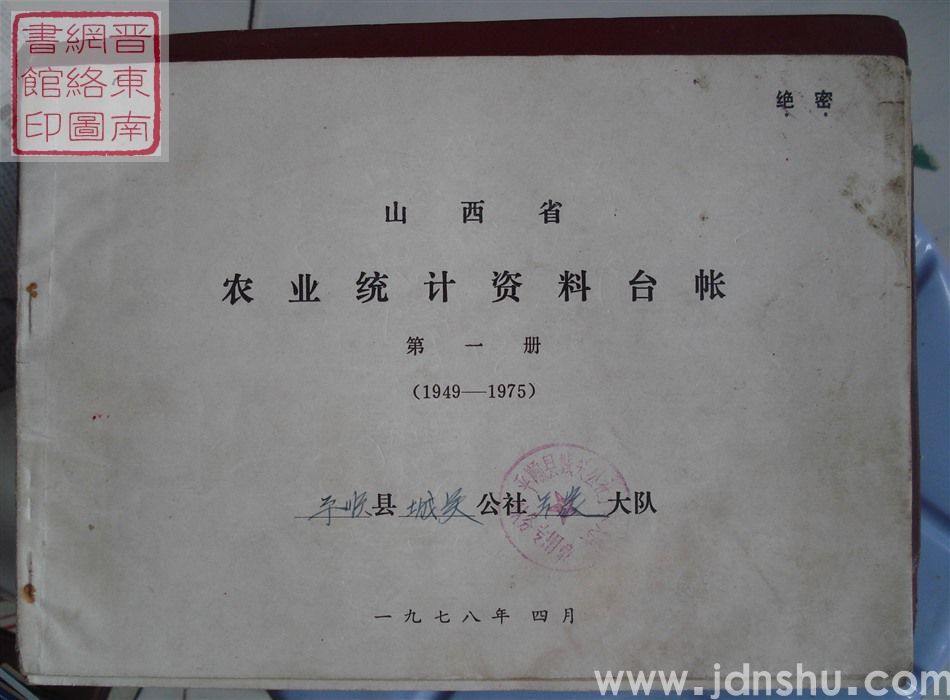 晋东南
網絡圖
書館印
绝密
山西省
农业统计资料台帐
第一册
(1949—1975)
平顺县城关公社大队
一九七八年四月
www.jdnshu.com